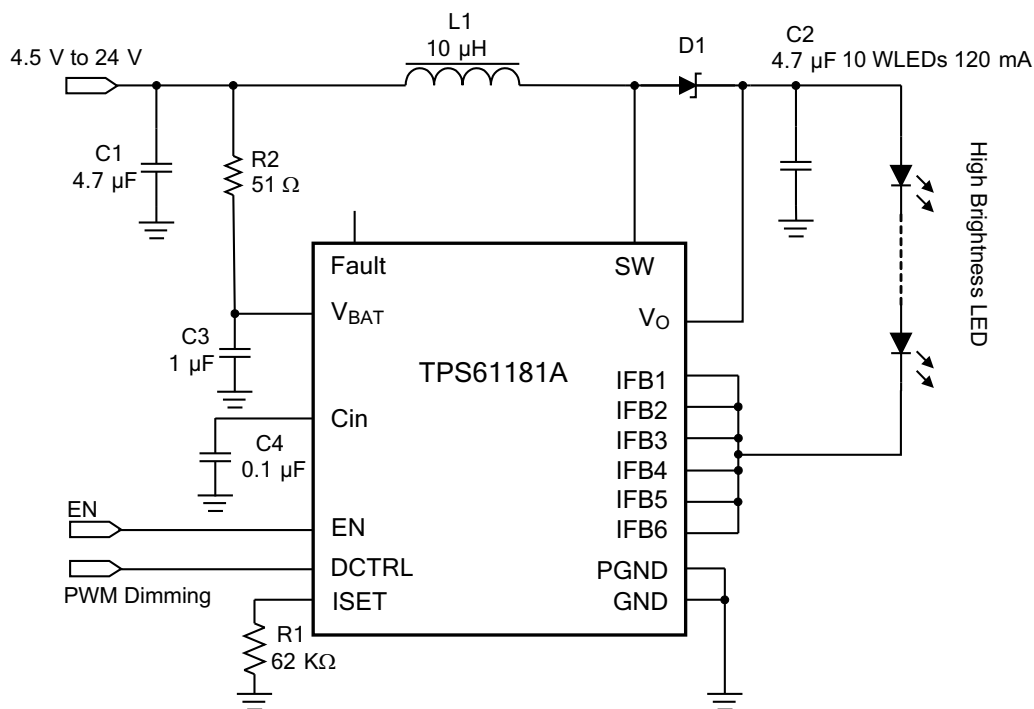 L1
10 µH
D1
C2
4.7 µF
10 WLEDs 120 mA
4.5 V to 24 V
C1
4.7 µF
R2
51 Ω
High Brightness LED
Fault
SW
VBAT
VO
C3
1 µF
TPS61181A
IFB1
IFB2
IFB3
IFB4
IFB5
IFB6
Cin
C4
0.1 µF
EN
EN
DCTRL
PWM Dimming
ISET
PGND
GND
R1
62 KΩ